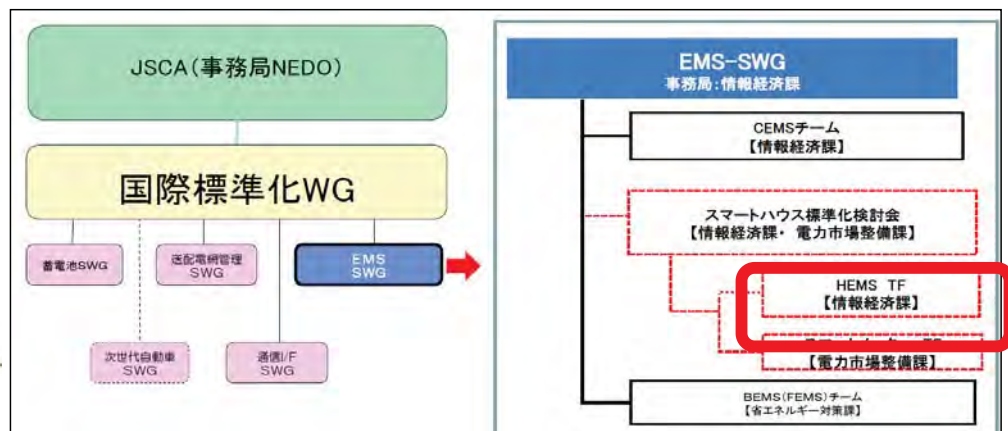 JSCA(事務局NEDO)
国際標準化WG
蓄電池SWG
送配電網管理
SWG
EMS
SWG
次世代自動車
SWG
通信I/F
SWG
EMS-SWG
事務局:情報経済課
CEMSチーム
【情報経済課】
スマートハウス標準化検討会
【情報経済課・電力市場整備課】
HEMS TF
【情報経済課】
【電力市場整備課】
BEMS(FEMS)チーム
【省エネルギー対策課】